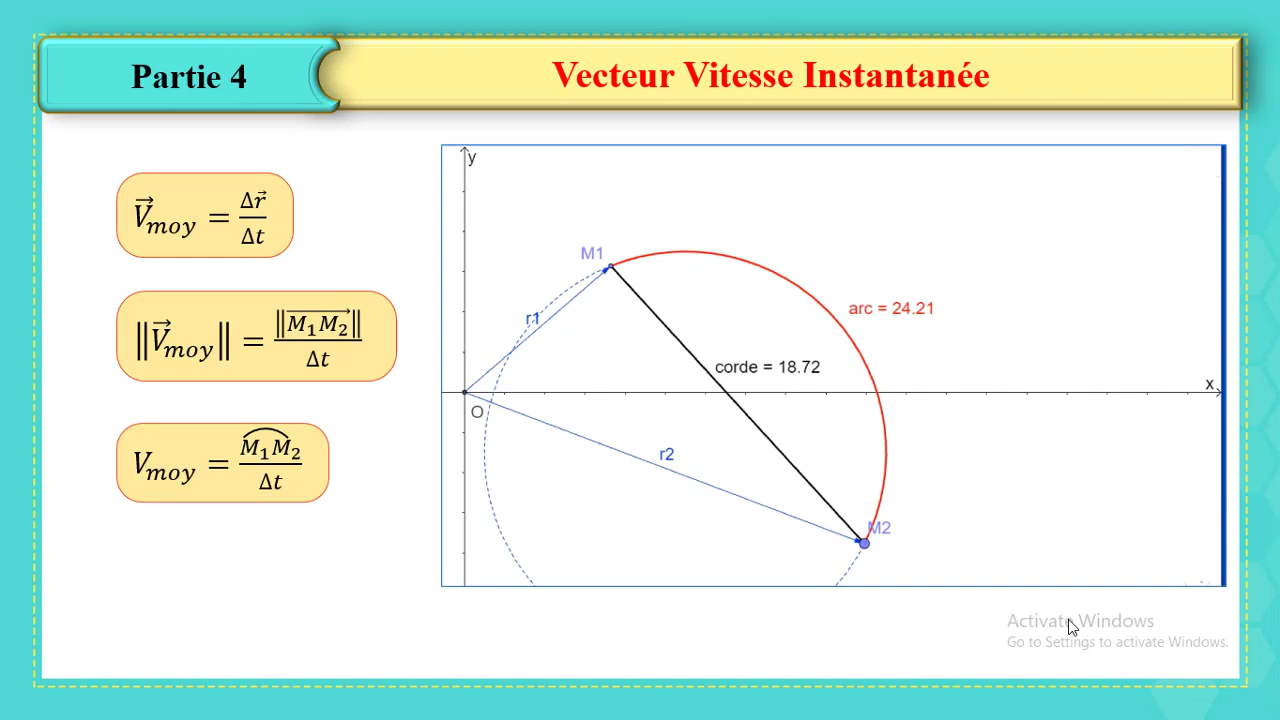 Partie 4
Vecteur Vitesse Instantanée
V⃗moy = Δr⃗ / Δt
‖V⃗moy‖ = ‖M₁M₂⃗‖ / Δt
Vmoy = M₁M₂ / Δt
y
M1
r1
arc = 24.21
corde = 18.72
x
O
r2
M2
Activate Windows
Go to Settings to activate Windows.